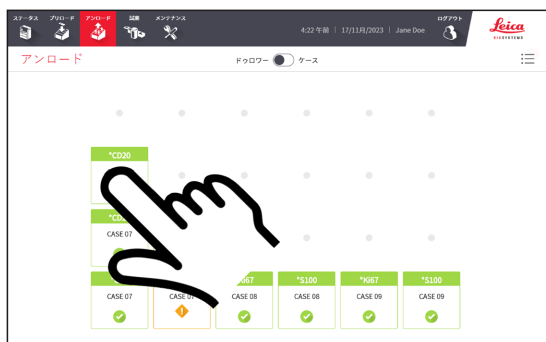 ステータス プリロード アンロード 試薬 メンテナンス ログアウト
4:22 午前 | 17/11月/2023 | Jane Doe
Leica
BIOSYSTEMS
アンロード
ドゥロワー ケース
*CD20
CASE 07
*S100 *Ki67 *S100
CASE 07 CASE 07 CASE 08 CASE 08 CASE 09 CASE 09